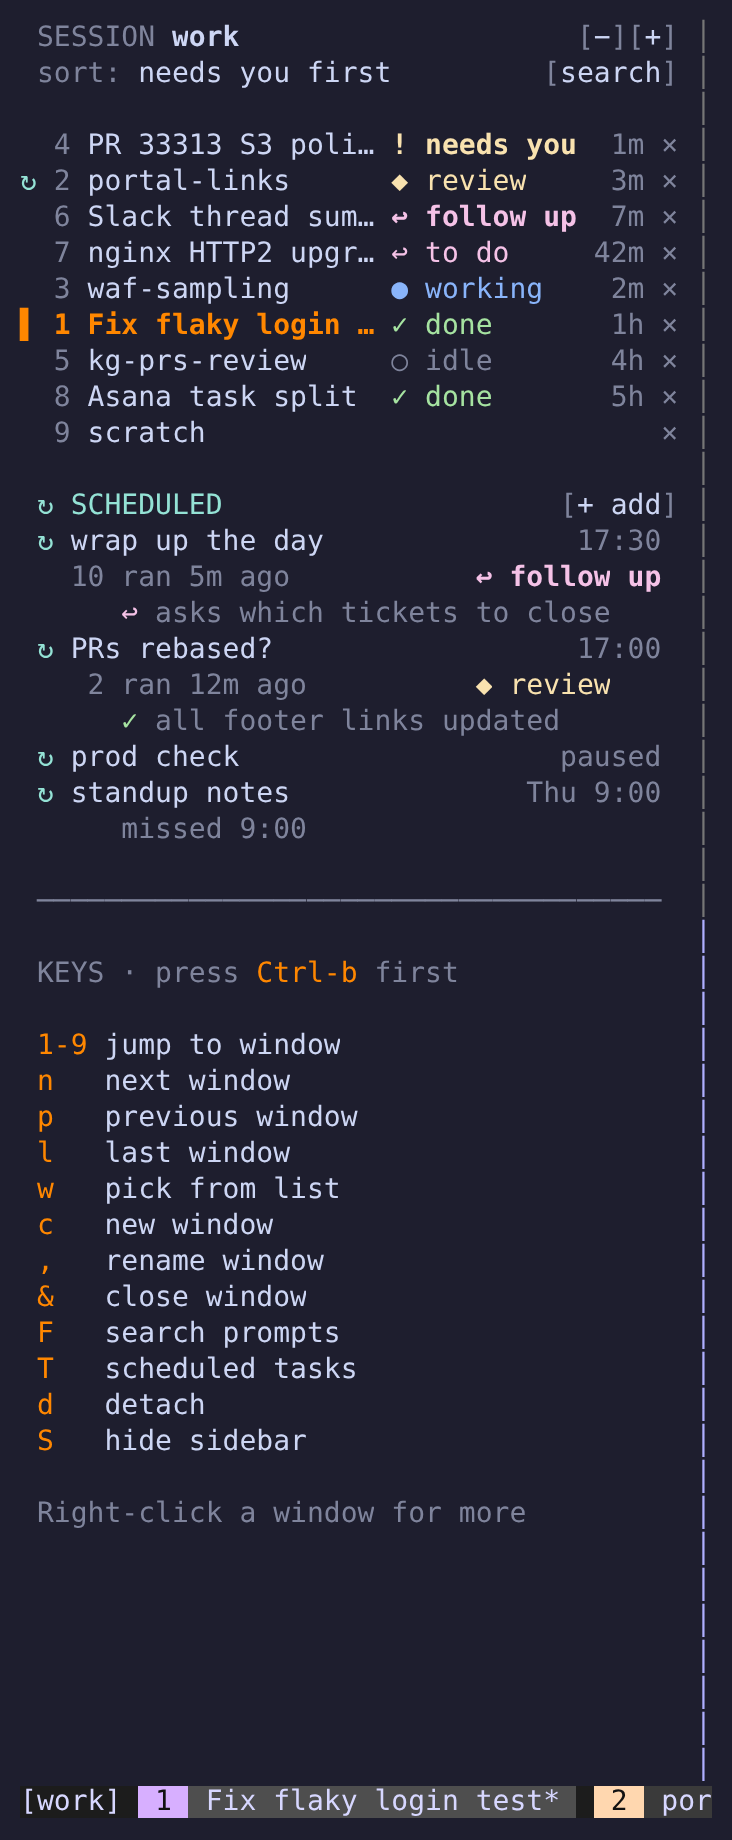 SESSION work [−][+]
sort: needs you first [search]
4 PR 33313 S3 poli… ! needs you 1m ×
↻ 2 portal-links ◆ review 3m ×
6 Slack thread sum… ↩ follow up 7m ×
7 nginx HTTP2 upgr… ↩ to do 42m ×
3 waf-sampling ● working 2m ×
1 Fix flaky login … ✓ done 1h ×
5 kg-prs-review ○ idle 4h ×
8 Asana task split ✓ done 5h ×
9 scratch ×
↻ SCHEDULED [+ add]
↻ wrap up the day 17:30
10 ran 5m ago ↩ follow up
↩ asks which tickets to close
↻ PRs rebased? 17:00
2 ran 12m ago ◆ review
✓ all footer links updated
↻ prod check paused
↻ standup notes Thu 9:00
missed 9:00
KEYS · press Ctrl-b first
1-9 jump to window
n next window
p previous window
l last window
w pick from list
c new window
, rename window
& close window
F search prompts
T scheduled tasks
d detach
S hide sidebar
Right-click a window for more
[work] 1 Fix flaky login test* 2 por